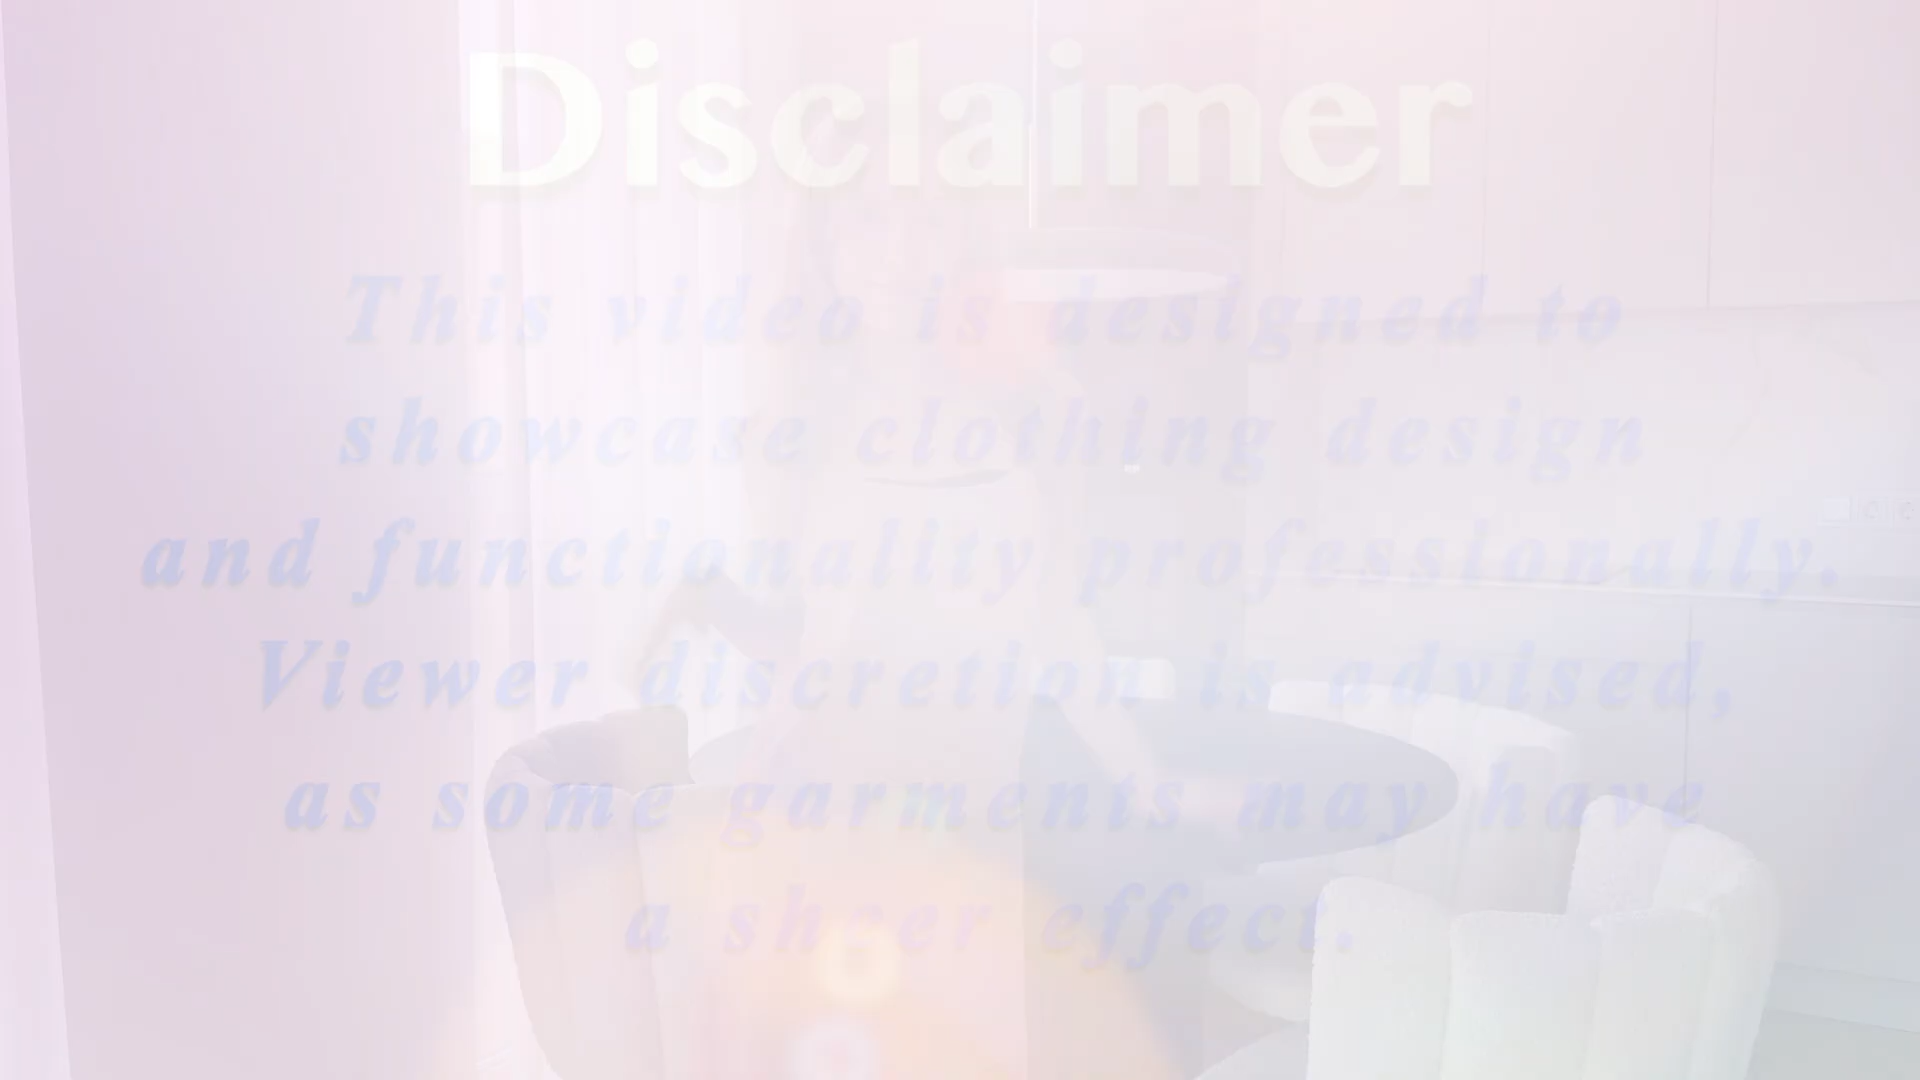 Disclaimer
This video is designed to
showcase clothing design
and functionality professionally.
Viewer discretion is advised,
as some garments may have
a sheer effect.